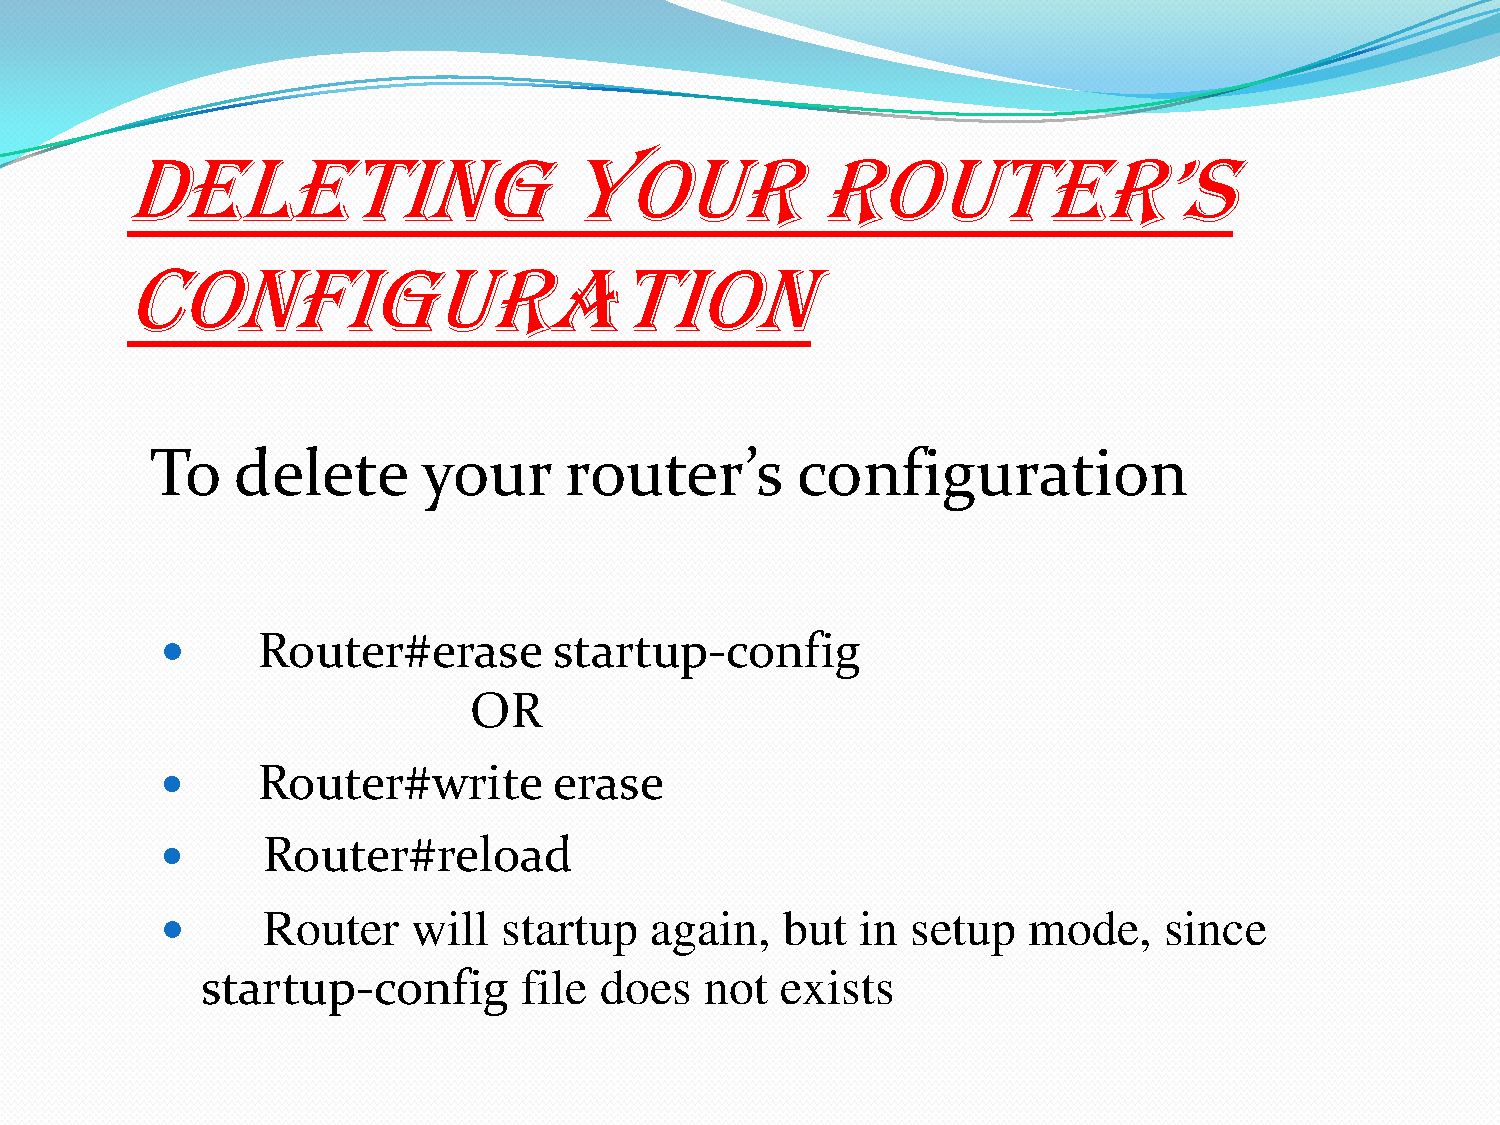 DELETING YOUR ROUTER’S
CONFIGURATION
To delete your router’s configuration
• Router#erase startup-config
OR
• Router#write erase
• Router#reload
• Router will startup again, but in setup mode, since
startup-config file does not exists